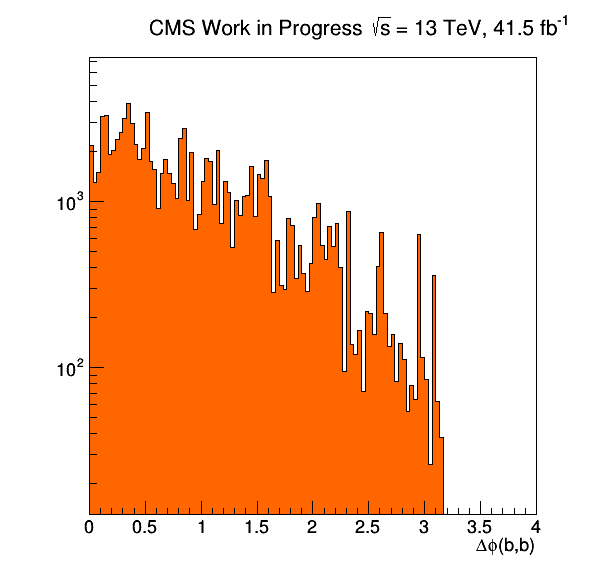 CMS Work in Progress √s = 13 TeV, 41.5 fb⁻¹
10³
10²
0 0.5 1 1.5 2 2.5 3 3.5 4
Δϕ(b,b)